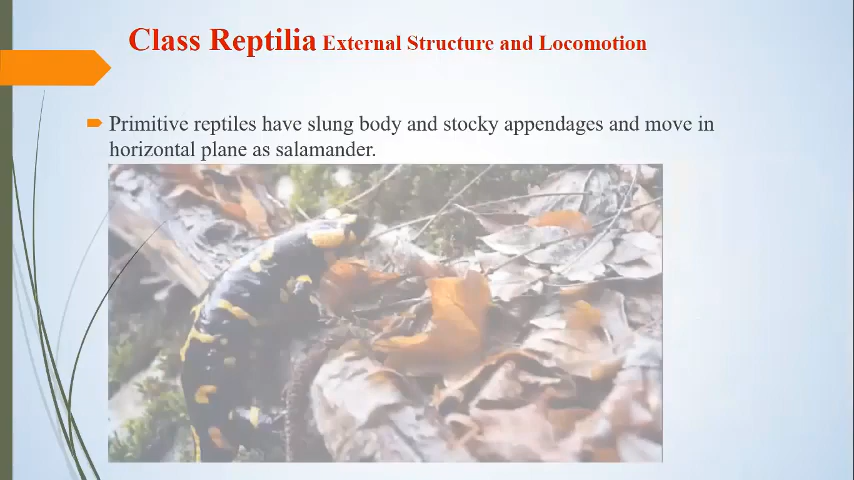 Class Reptilia External Structure and Locomotion
Primitive reptiles have slung body and stocky appendages and move in
horizontal plane as salamander.